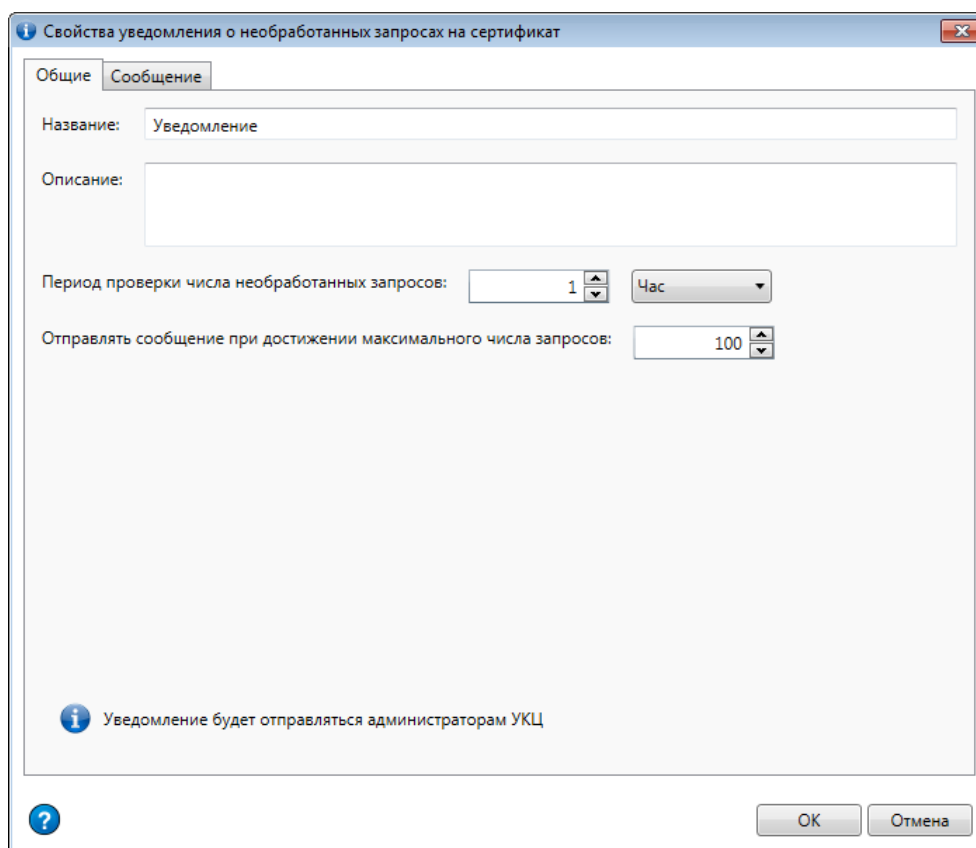 Свойства уведомления о необработанных запросах на сертификат
Общие Сообщение
Название: Уведомление
Описание:
Период проверки числа необработанных запросов: 1 Час
Отправлять сообщение при достижении максимального числа запросов: 100
Уведомление будет отправляться администраторам УКЦ
OK Отмена